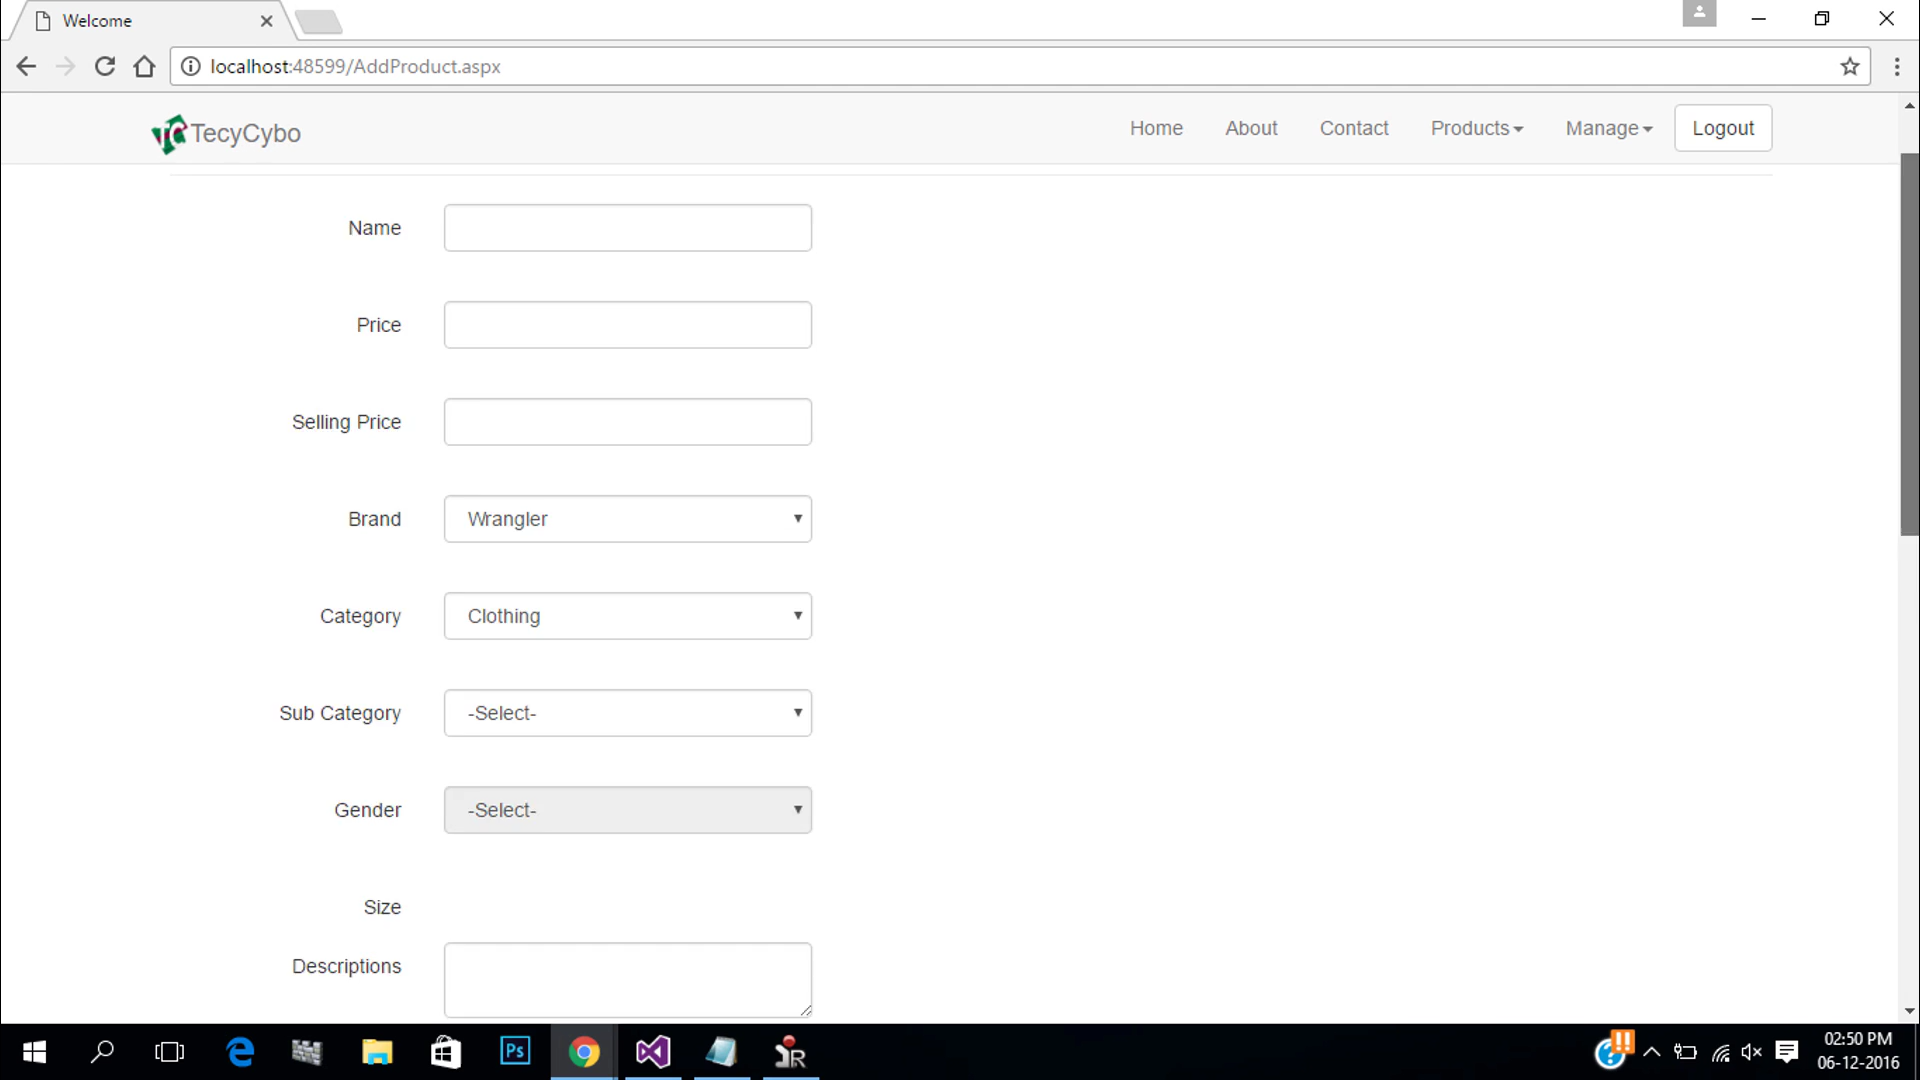 Welcome
localhost:48599/AddProduct.aspx
TecyCybo
Home
About
Contact
Products
Manage
Logout
Name
Price
Selling Price
Brand
Wrangler
Category
Clothing
Sub Category
-Select-
Gender
-Select-
Size
Descriptions
Ps
R
02:50 PM
06-12-2016